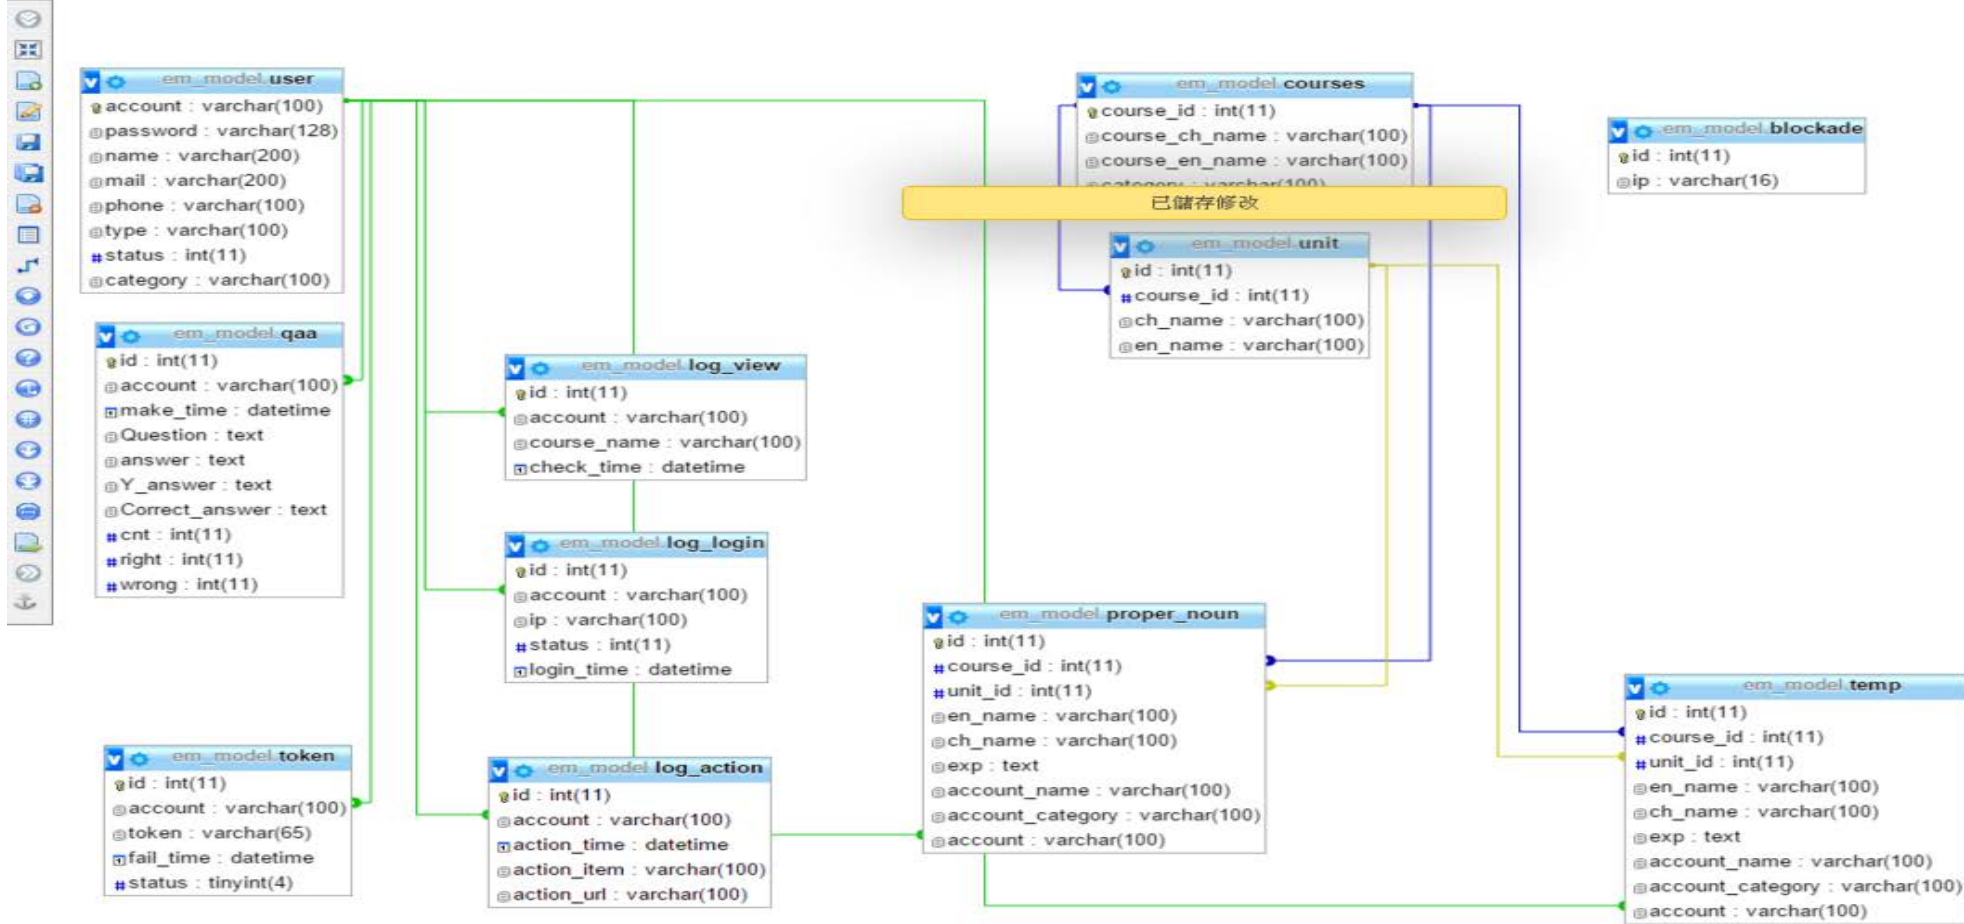 em_model.user
account : varchar(100)
password : varchar(128)
name : varchar(200)
mail : varchar(200)
phone : varchar(100)
type : varchar(100)
status : int(11)
category : varchar(100)
em_model.qaa
id : int(11)
account : varchar(100)
make_time : datetime
Question : text
answer : text
Y_answer : text
Correct_answer : text
cnt : int(11)
right : int(11)
wrong : int(11)
em_model.token
id : int(11)
account : varchar(100)
token : varchar(65)
fail_time : datetime
status : tinyint(4)
em_model.log_view
id : int(11)
account : varchar(100)
course_name : varchar(100)
check_time : datetime
em_model.log_login
id : int(11)
account : varchar(100)
ip : varchar(100)
status : int(11)
login_time : datetime
em_model.log_action
id : int(11)
account : varchar(100)
action_time : datetime
action_item : varchar(100)
action_url : varchar(100)
em_model.courses
course_id : int(11)
course_ch_name : varchar(100)
course_en_name : varchar(100)
category : varchar(100)
已儲存修改
em_model.unit
id : int(11)
course_id : int(11)
ch_name : varchar(100)
en_name : varchar(100)
em_model.proper_noun
id : int(11)
course_id : int(11)
unit_id : int(11)
en_name : varchar(100)
ch_name : varchar(100)
exp : text
account_name : varchar(100)
account_category : varchar(100)
account : varchar(100)
em_model.blockade
id : int(11)
ip : varchar(16)
em_model.temp
id : int(11)
course_id : int(11)
unit_id : int(11)
en_name : varchar(100)
ch_name : varchar(100)
exp : text
account_name : varchar(100)
account_category : varchar(100)
account : varchar(100)